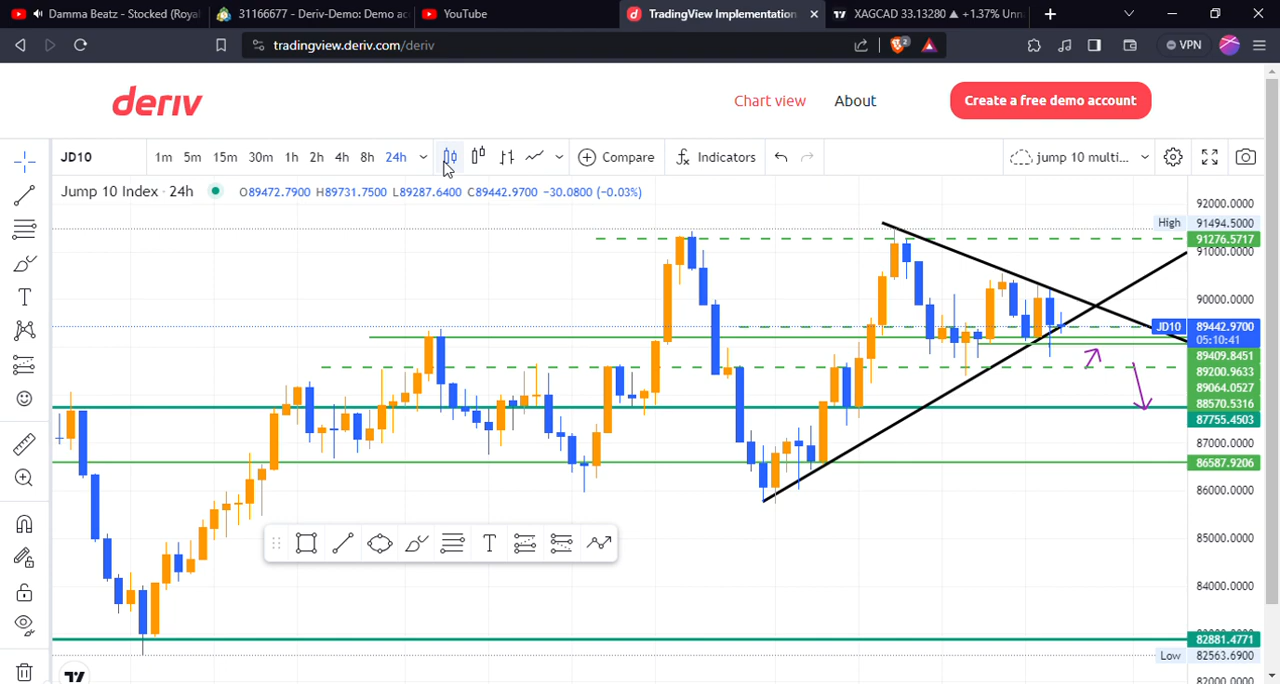 Damma Beatz - Stocked (Roya
31166677 - Deriv-Demo: Demo ac
YouTube
TradingView Implementation
XAGCAD 33.13280 ▲ +1.37% Unn
tradingview.deriv.com/deriv
2
VPN
deriv
Chart view
About
Create a free demo account
JD10
1m 5m 15m 30m 1h 2h 4h 8h 24h
Compare
Indicators
jump 10 multi...
Jump 10 Index · 24h
O89472.7900 H89731.7500 L89287.6400 C89442.9700 −30.0800 (−0.03%)
92000.0000
High 91494.5000
91276.5717
91000.0000
90000.0000
JD10 89442.9700
05:10:41
89409.8451
89200.9633
89064.0527
88570.5316
87755.4503
87000.0000
86587.9206
86000.0000
85000.0000
84000.0000
82881.4771
Low 82563.6900
82000.0000